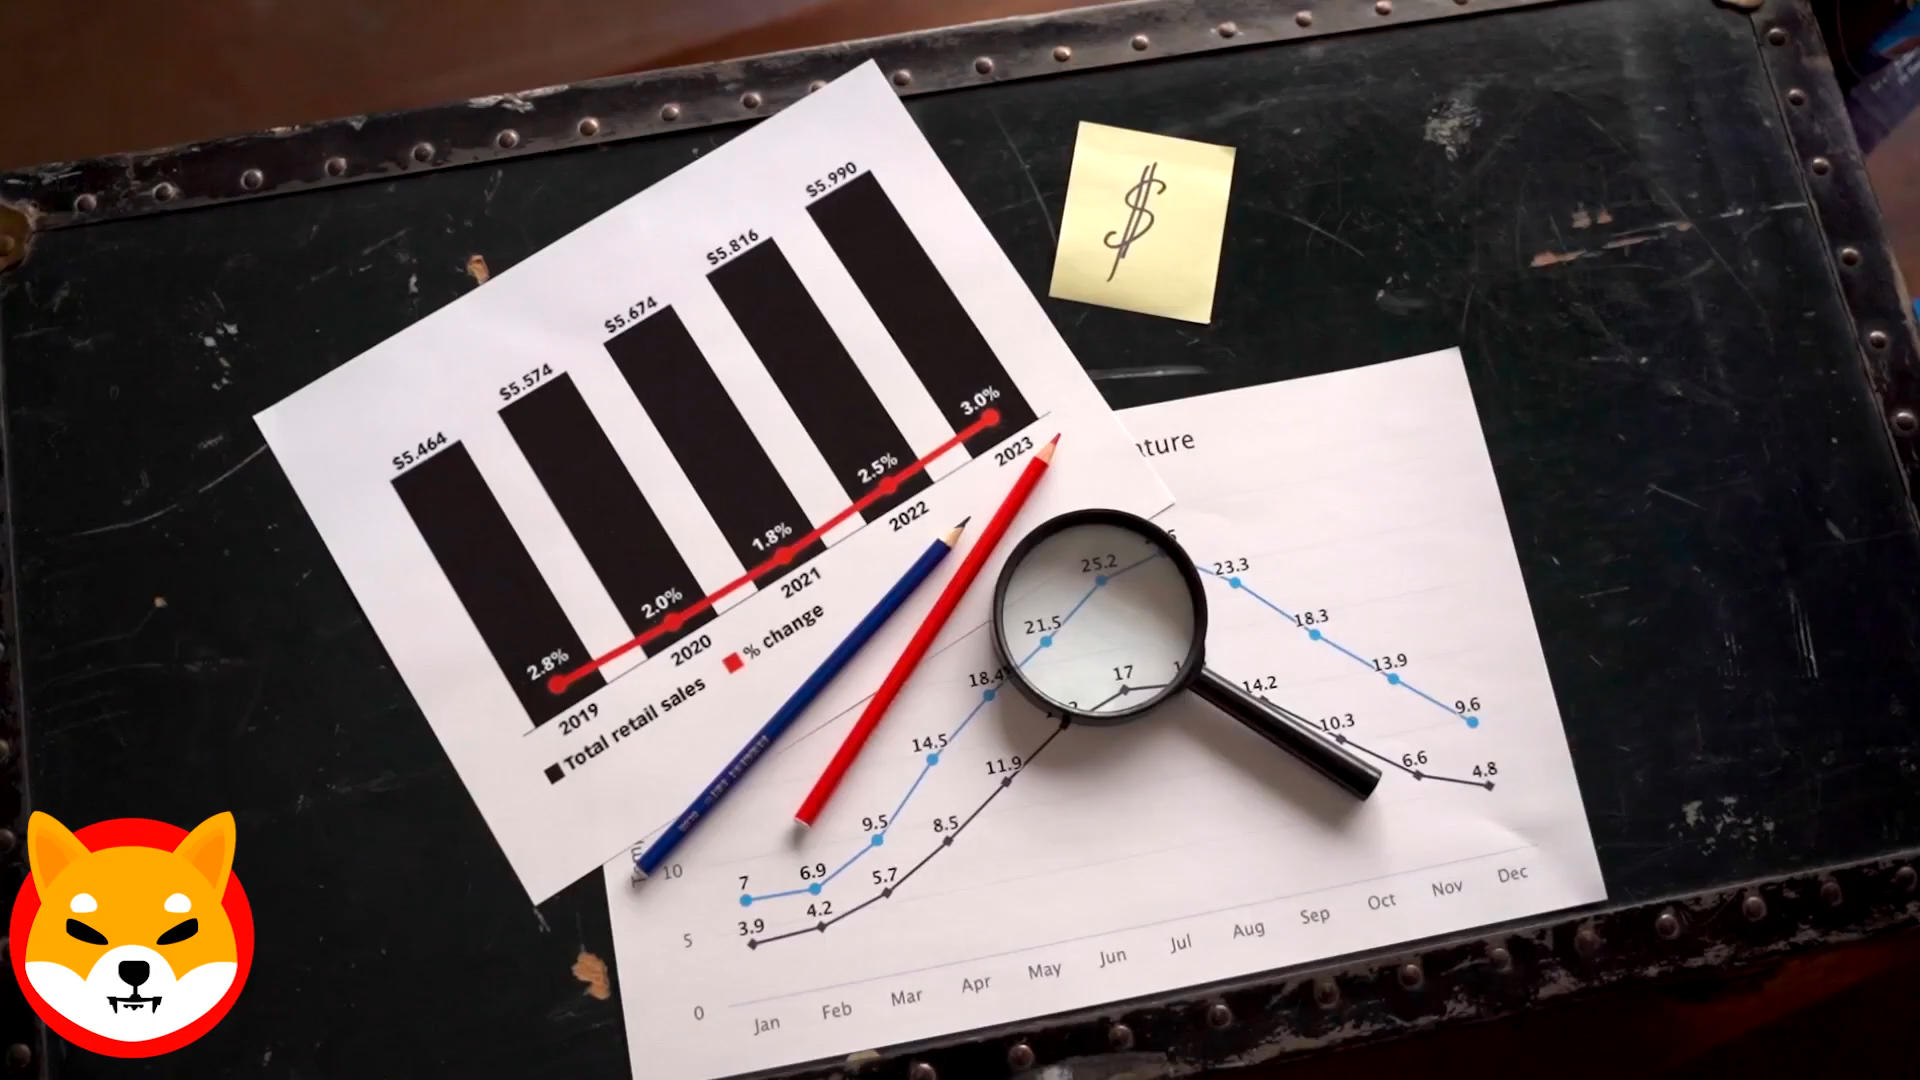 $5.464 $5.574 $5.674 $5.816 $5.990
2.8% 2.0% 1.8% 2.5% 3.0%
2019 2020 2021 2022 2023
Total retail sales % change
$
7 6.9 9.5 14.5 18.4 21.5 25.2 23.3 18.3 13.9 9.6
3.9 4.2 5.7 8.5 11.9 17 14.2 10.3 6.6 4.8
10
5
0
Jan Feb Mar Apr May Jun Jul Aug Sep Oct Nov Dec